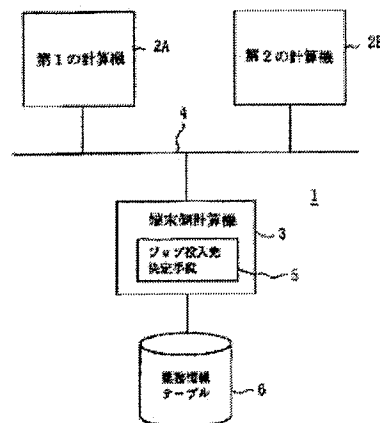 第1の計算機
2A
第2の計算機
2B
4
1
端末側計算機
3
ジョブ投入先
決定手段
5
業務情報
テーブル
6